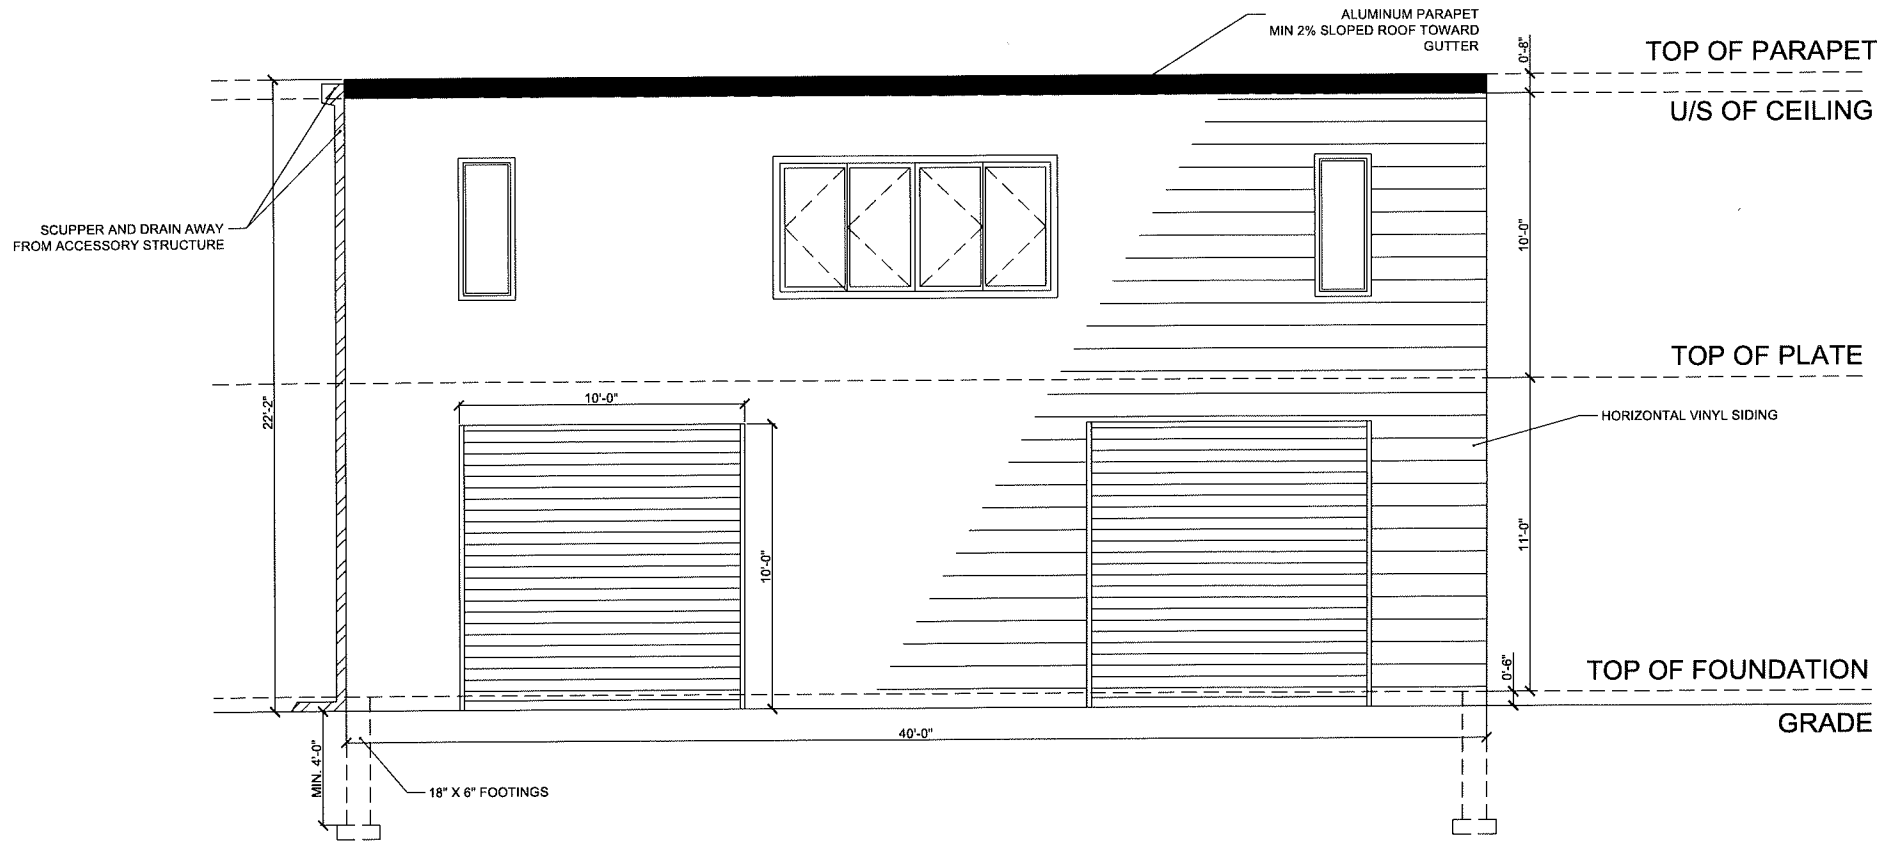 ALUMINUM PARAPET
MIN 2% SLOPED ROOF TOWARD
GUTTER
0'-8"
TOP OF PARAPET
U/S OF CEILING
SCUPPER AND DRAIN AWAY
FROM ACCESSORY STRUCTURE
10'-0"
TOP OF PLATE
22'-2"
10'-0"
HORIZONTAL VINYL SIDING
10'-0"
11'-0"
0'-6"
TOP OF FOUNDATION
GRADE
40'-0"
MIN. 4'-0"
18" X 6" FOOTINGS